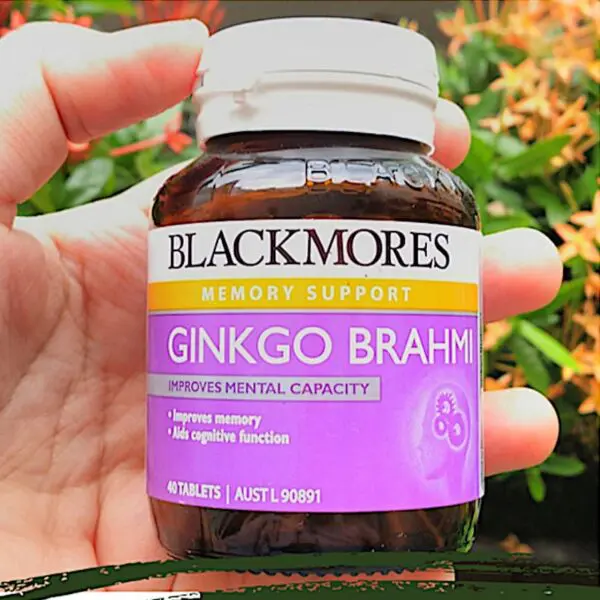 BLACKMORES
MEMORY SUPPORT
GINKGO BRAHMI
IMPROVES MENTAL CAPACITY
• Improves memory
• Aids cognitive function
40 TABLETS | AUST L 90891